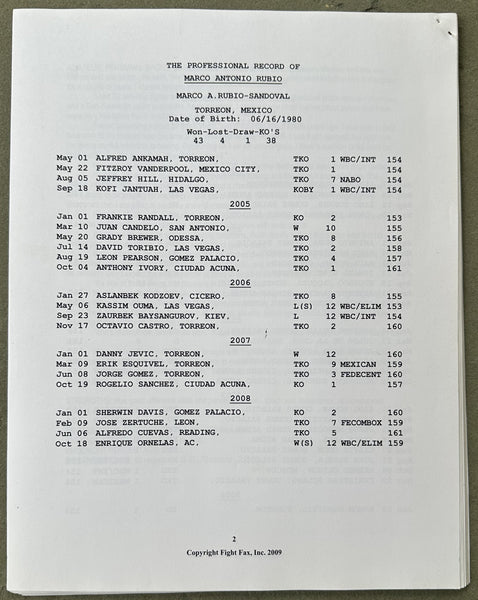 THE PROFESSIONAL RECORD OF
MARCO ANTONIO RUBIO
MARCO A.RUBIO-SANDOVAL
TORREON, MEXICO
Date of Birth: 06/16/1980
Won-Lost-Draw-KO'S
43 4 1 38
May 01 ALFRED ANKAMAH, TORREON, TKO 1 WBC/INT 154
May 22 FITZROY VANDERPOOL, MEXICO CITY, TKO 1 154
Aug 05 JEFFREY HILL, HIDALGO, TKO 7 NABO 154
Sep 18 KOFI JANTUAH, LAS VEGAS, KOBY 1 WBC/INT 154
2005
Jan 01 FRANKIE RANDALL, TORREON, KO 2 153
Mar 10 JUAN CANDELO, SAN ANTONIO, W 10 155
May 20 GRADY BREWER, ODESSA, TKO 8 156
Jul 14 DAVID TORIBIO, LAS VEGAS, TKO 2 158
Aug 19 LEON PEARSON, GOMEZ PALACIO, TKO 4 157
Oct 04 ANTHONY IVORY, CIUDAD ACUNA, TKO 1 161
2006
Jan 27 ASLANBEK KODZOEV, CICERO, TKO 8 155
May 06 KASSIM OUMA, LAS VEGAS, L(S) 12 WBC/ELIM 153
Sep 23 ZAURBEK BAYSANGUROV, KIEV, L 12 WBC/INT 154
Nov 17 OCTAVIO CASTRO, TORREON, TKO 2 160
2007
Jan 01 DANNY JEVIC, TORREON, W 12 160
Mar 09 ERIK ESQUIVEL, TORREON, TKO 9 MEXICAN 159
Jun 08 JORGE GOMEZ, TORREON, TKO 3 FEDECENT 160
Oct 19 ROGELIO SANCHEZ, CIUDAD ACUNA, KO 1 157
2008
Jan 01 SHERWIN DAVIS, GOMEZ PALACIO, KO 2 160
Feb 09 JOSE ZERTUCHE, LEON, TKO 7 FECOMBOX 159
Jun 06 ALFREDO CUEVAS, READING, TKO 5 161
Oct 18 ENRIQUE ORNELAS, AC, W(S) 12 WBC/ELIM 159
2
Copyright Fight Fax, Inc. 2009